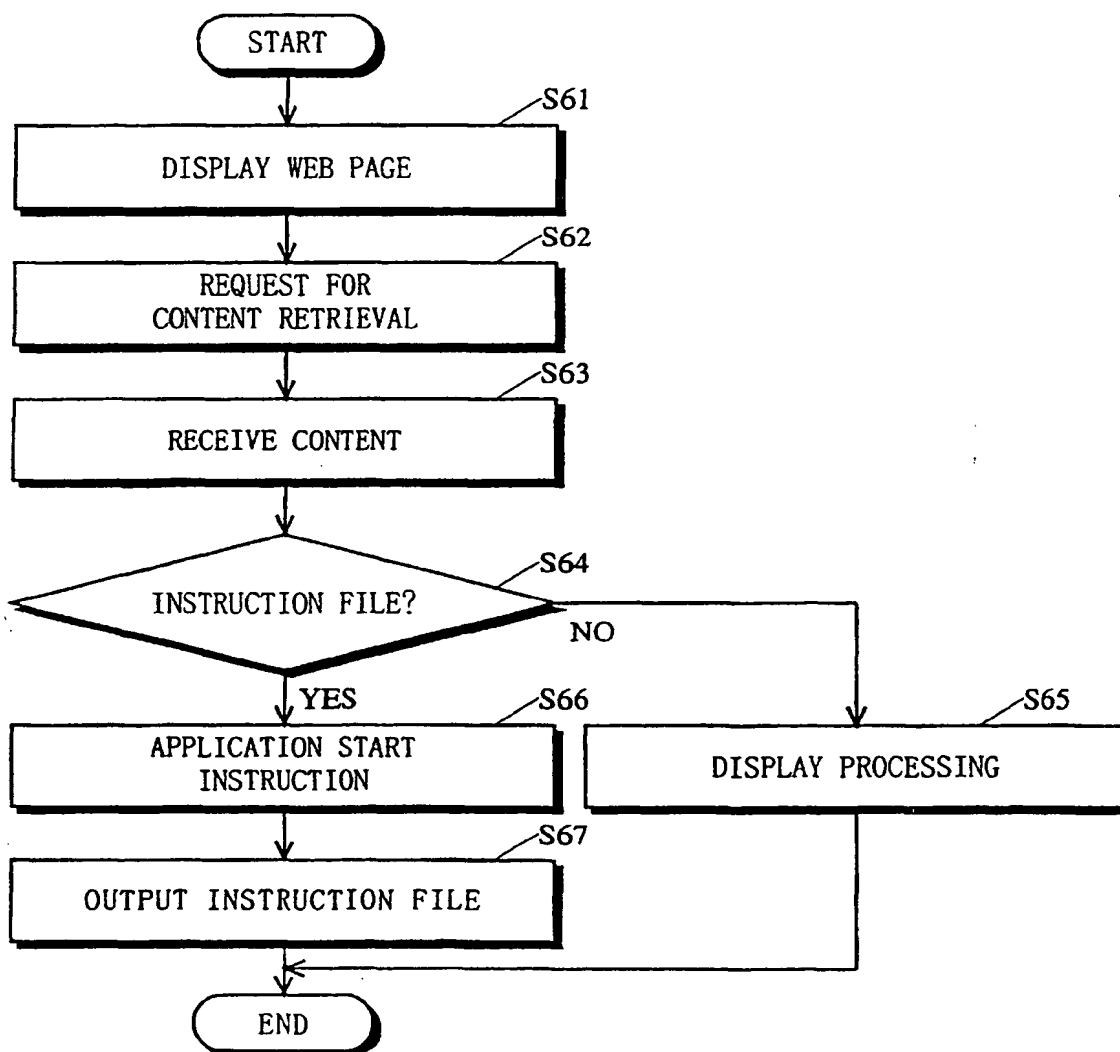 START
S61
DISPLAY WEB PAGE
S62
REQUEST FOR
CONTENT RETRIEVAL
S63
RECEIVE CONTENT
S64
INSTRUCTION FILE?
NO
YES
S66
APPLICATION START
INSTRUCTION
S65
DISPLAY PROCESSING
S67
OUTPUT INSTRUCTION FILE
END